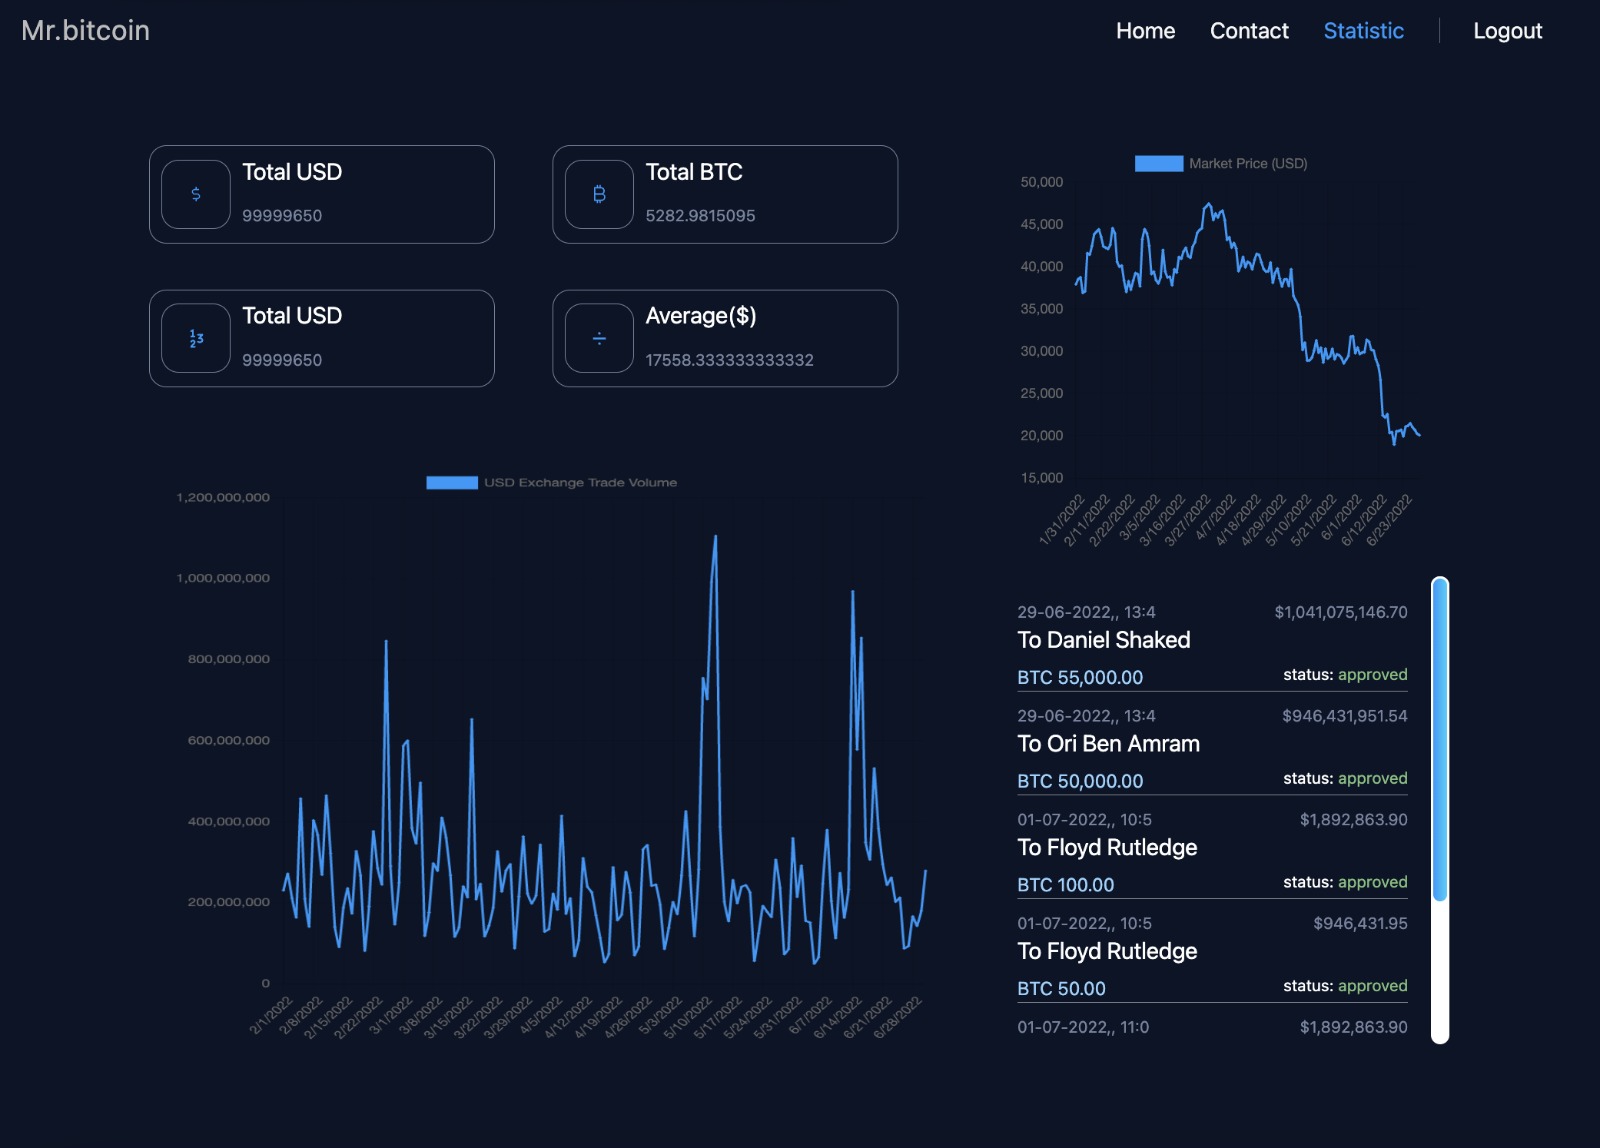 Mr.bitcoin
Home Contact Statistic Logout
Total USD
99999650
Total BTC
5282.9815095
Total USD
99999650
Average($)
17558.333333333332
Market Price (USD)
50,000
45,000
40,000
35,000
30,000
25,000
20,000
15,000
1/31/2022 2/11/2022 2/22/2022 3/5/2022 3/16/2022 3/27/2022 4/7/2022 4/18/2022 4/29/2022 5/10/2022 5/21/2022 6/1/2022 6/12/2022 6/23/2022
USD Exchange Trade Volume
1,200,000,000
1,000,000,000
800,000,000
600,000,000
400,000,000
200,000,000
0
2/1/2022 2/8/2022 2/15/2022 2/22/2022 3/1/2022 3/8/2022 3/15/2022 3/22/2022 3/29/2022 4/5/2022 4/12/2022 4/19/2022 4/26/2022 5/3/2022 5/10/2022 5/17/2022 5/24/2022 5/31/2022 6/7/2022 6/14/2022 6/21/2022 6/28/2022
29-06-2022,, 13:4 $1,041,075,146.70
To Daniel Shaked
BTC 55,000.00 status: approved
29-06-2022,, 13:4 $946,431,951.54
To Ori Ben Amram
BTC 50,000.00 status: approved
01-07-2022,, 10:5 $1,892,863.90
To Floyd Rutledge
BTC 100.00 status: approved
01-07-2022,, 10:5 $946,431.95
To Floyd Rutledge
BTC 50.00 status: approved
01-07-2022,, 11:0 $1,892,863.90